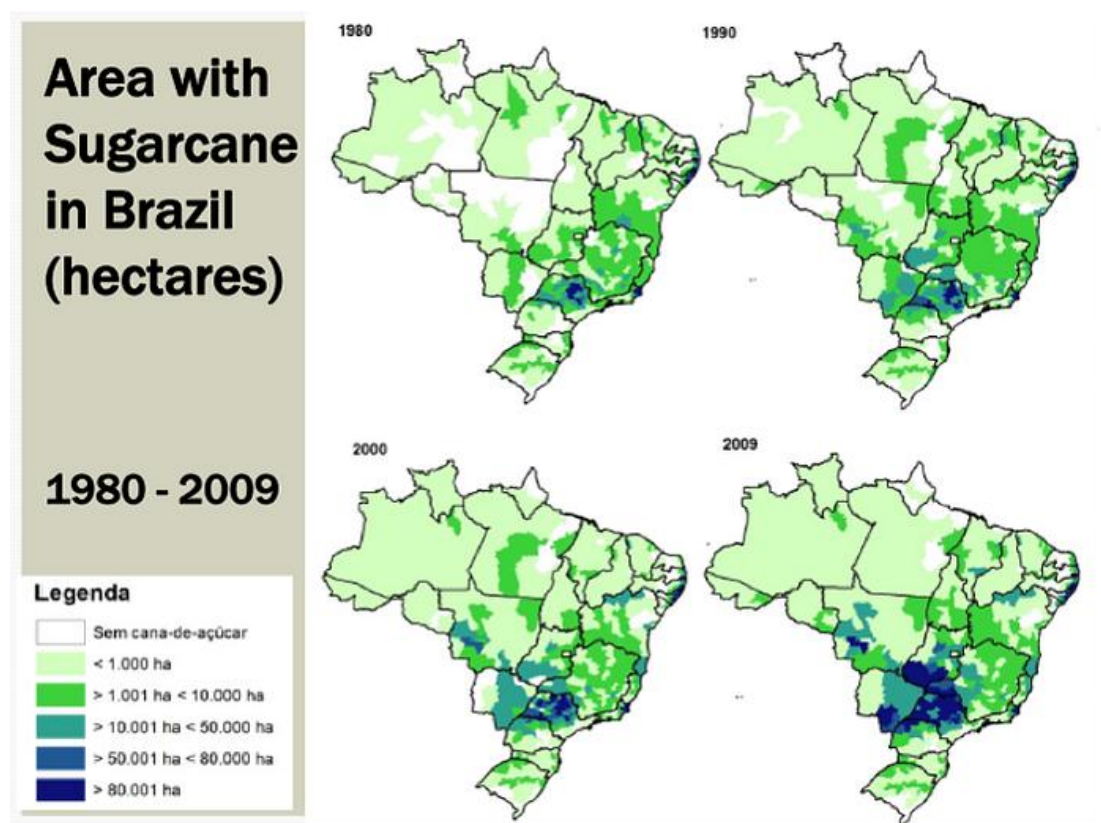 Area with
Sugarcane
in Brazil
(hectares)
1980 - 2009
Legenda
Sem cana-de-açúcar
< 1.000 ha
> 1.001 ha < 10.000 ha
> 10.001 ha < 50.000 ha
> 50.001 ha < 80.000 ha
> 80.001 ha
1980
1990
2000
2009